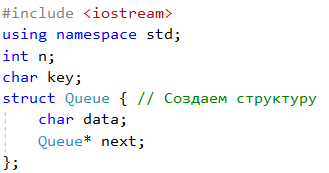 #include <iostream>
using namespace std;
int n;
char key;
struct Queue { // Создаем структуру
char data;
Queue* next;
};